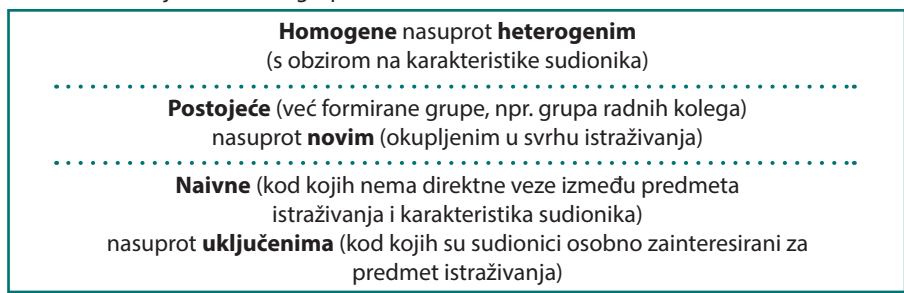 Homogene nasuprot heterogenim
(s obzirom na karakteristike sudionika)
Postojeće (već formirane grupe, npr. grupa radnih kolega)
nasuprot novim (okupljenim u svrhu istraživanja)
Naivne (kod kojih nema direktne veze između predmeta
istraživanja i karakteristika sudionika)
nasuprot uključenima (kod kojih su sudionici osobno zainteresirani za
predmet istraživanja)